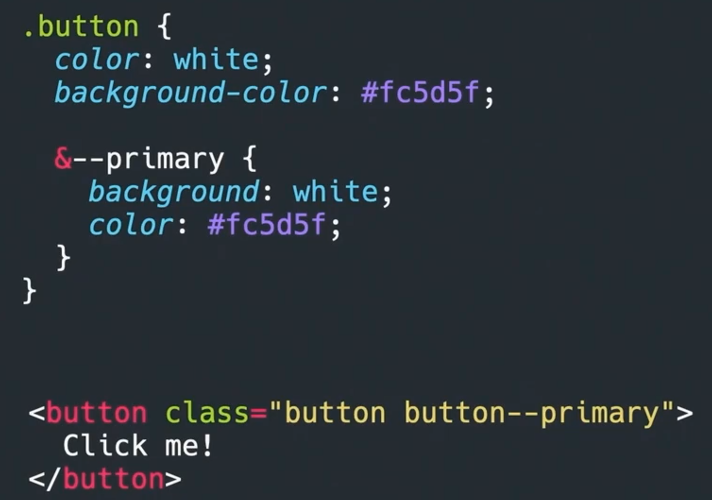 .button {
  color: white;
  background-color: #fc5d5f;
  &--primary {
    background: white;
    color: #fc5d5f;
  }
}
<button class="button button--primary">
  Click me!
</button>